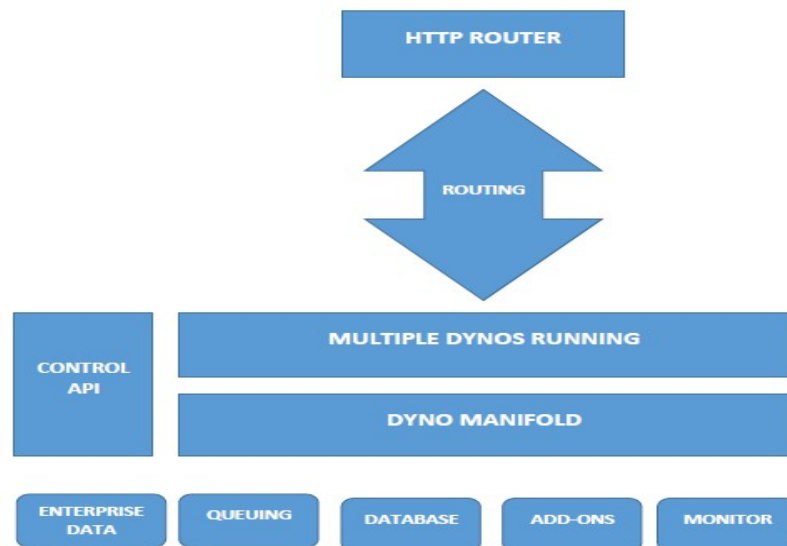 HTTP ROUTER
ROUTING
CONTROL
API
MULTIPLE DYNOS RUNNING
DYNO MANIFOLD
ENTERPRISE
DATA
QUEUING
DATABASE
ADD-ONS
MONITOR